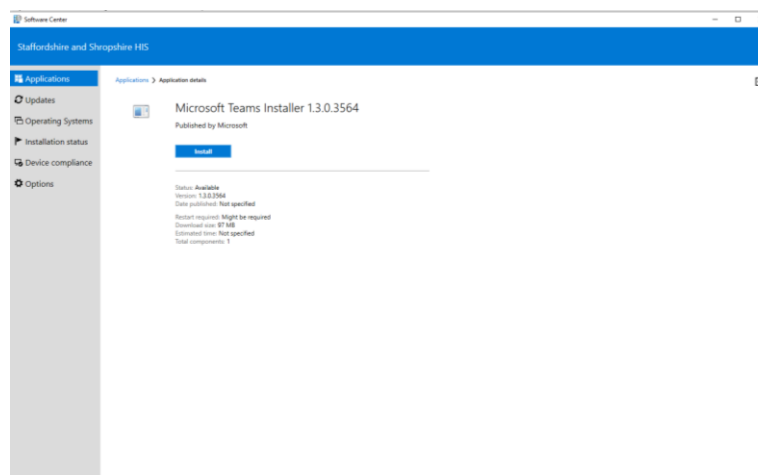 Software Center
Staffordshire and Shropshire HIS
Applications
Updates
Operating Systems
Installation status
Device compliance
Options
Applications > Application details
Microsoft Teams Installer 1.3.0.3564
Published by Microsoft
Install
Status: Available
Version: 1.3.0.3564
Date published: Not specified
Restart required: Might be required
Download size: 97 MB
Estimated time: Not specified
Total components: 1